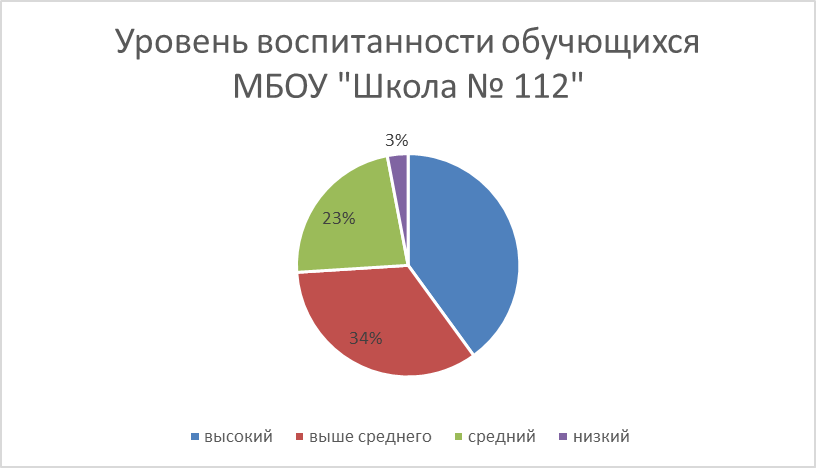 Уровень воспитанности обучющихся
МБОУ "Школа № 112"
3%
23%
34%
высокий выше среднего средний низкий